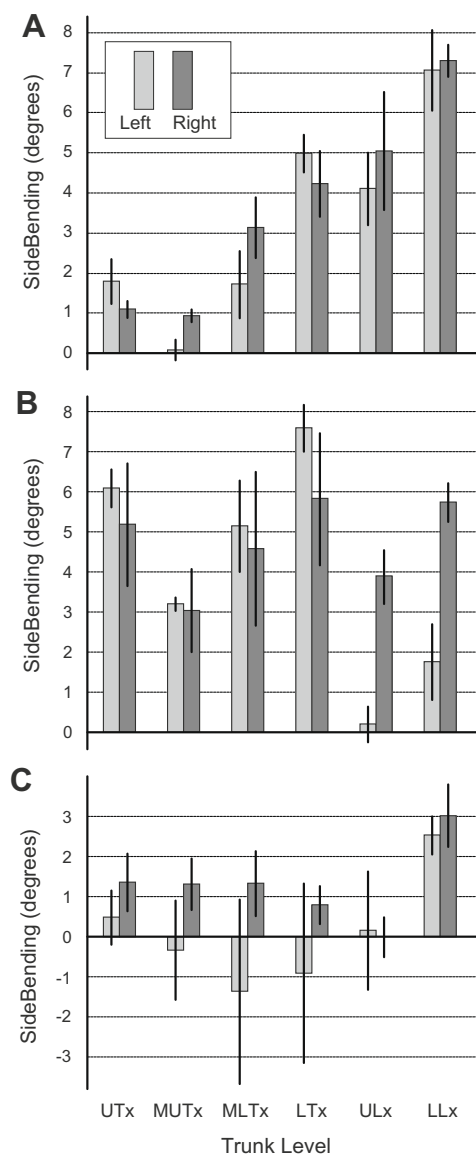 A
SideBending (degrees)
8
7
6
5
4
3
2
1
0
Left Right
B
SideBending (degrees)
8
7
6
5
4
3
2
1
0
C
SideBending (degrees)
3
2
1
0
-1
-2
-3
UTx MUTx MLTx LTx ULx LLx
Trunk Level